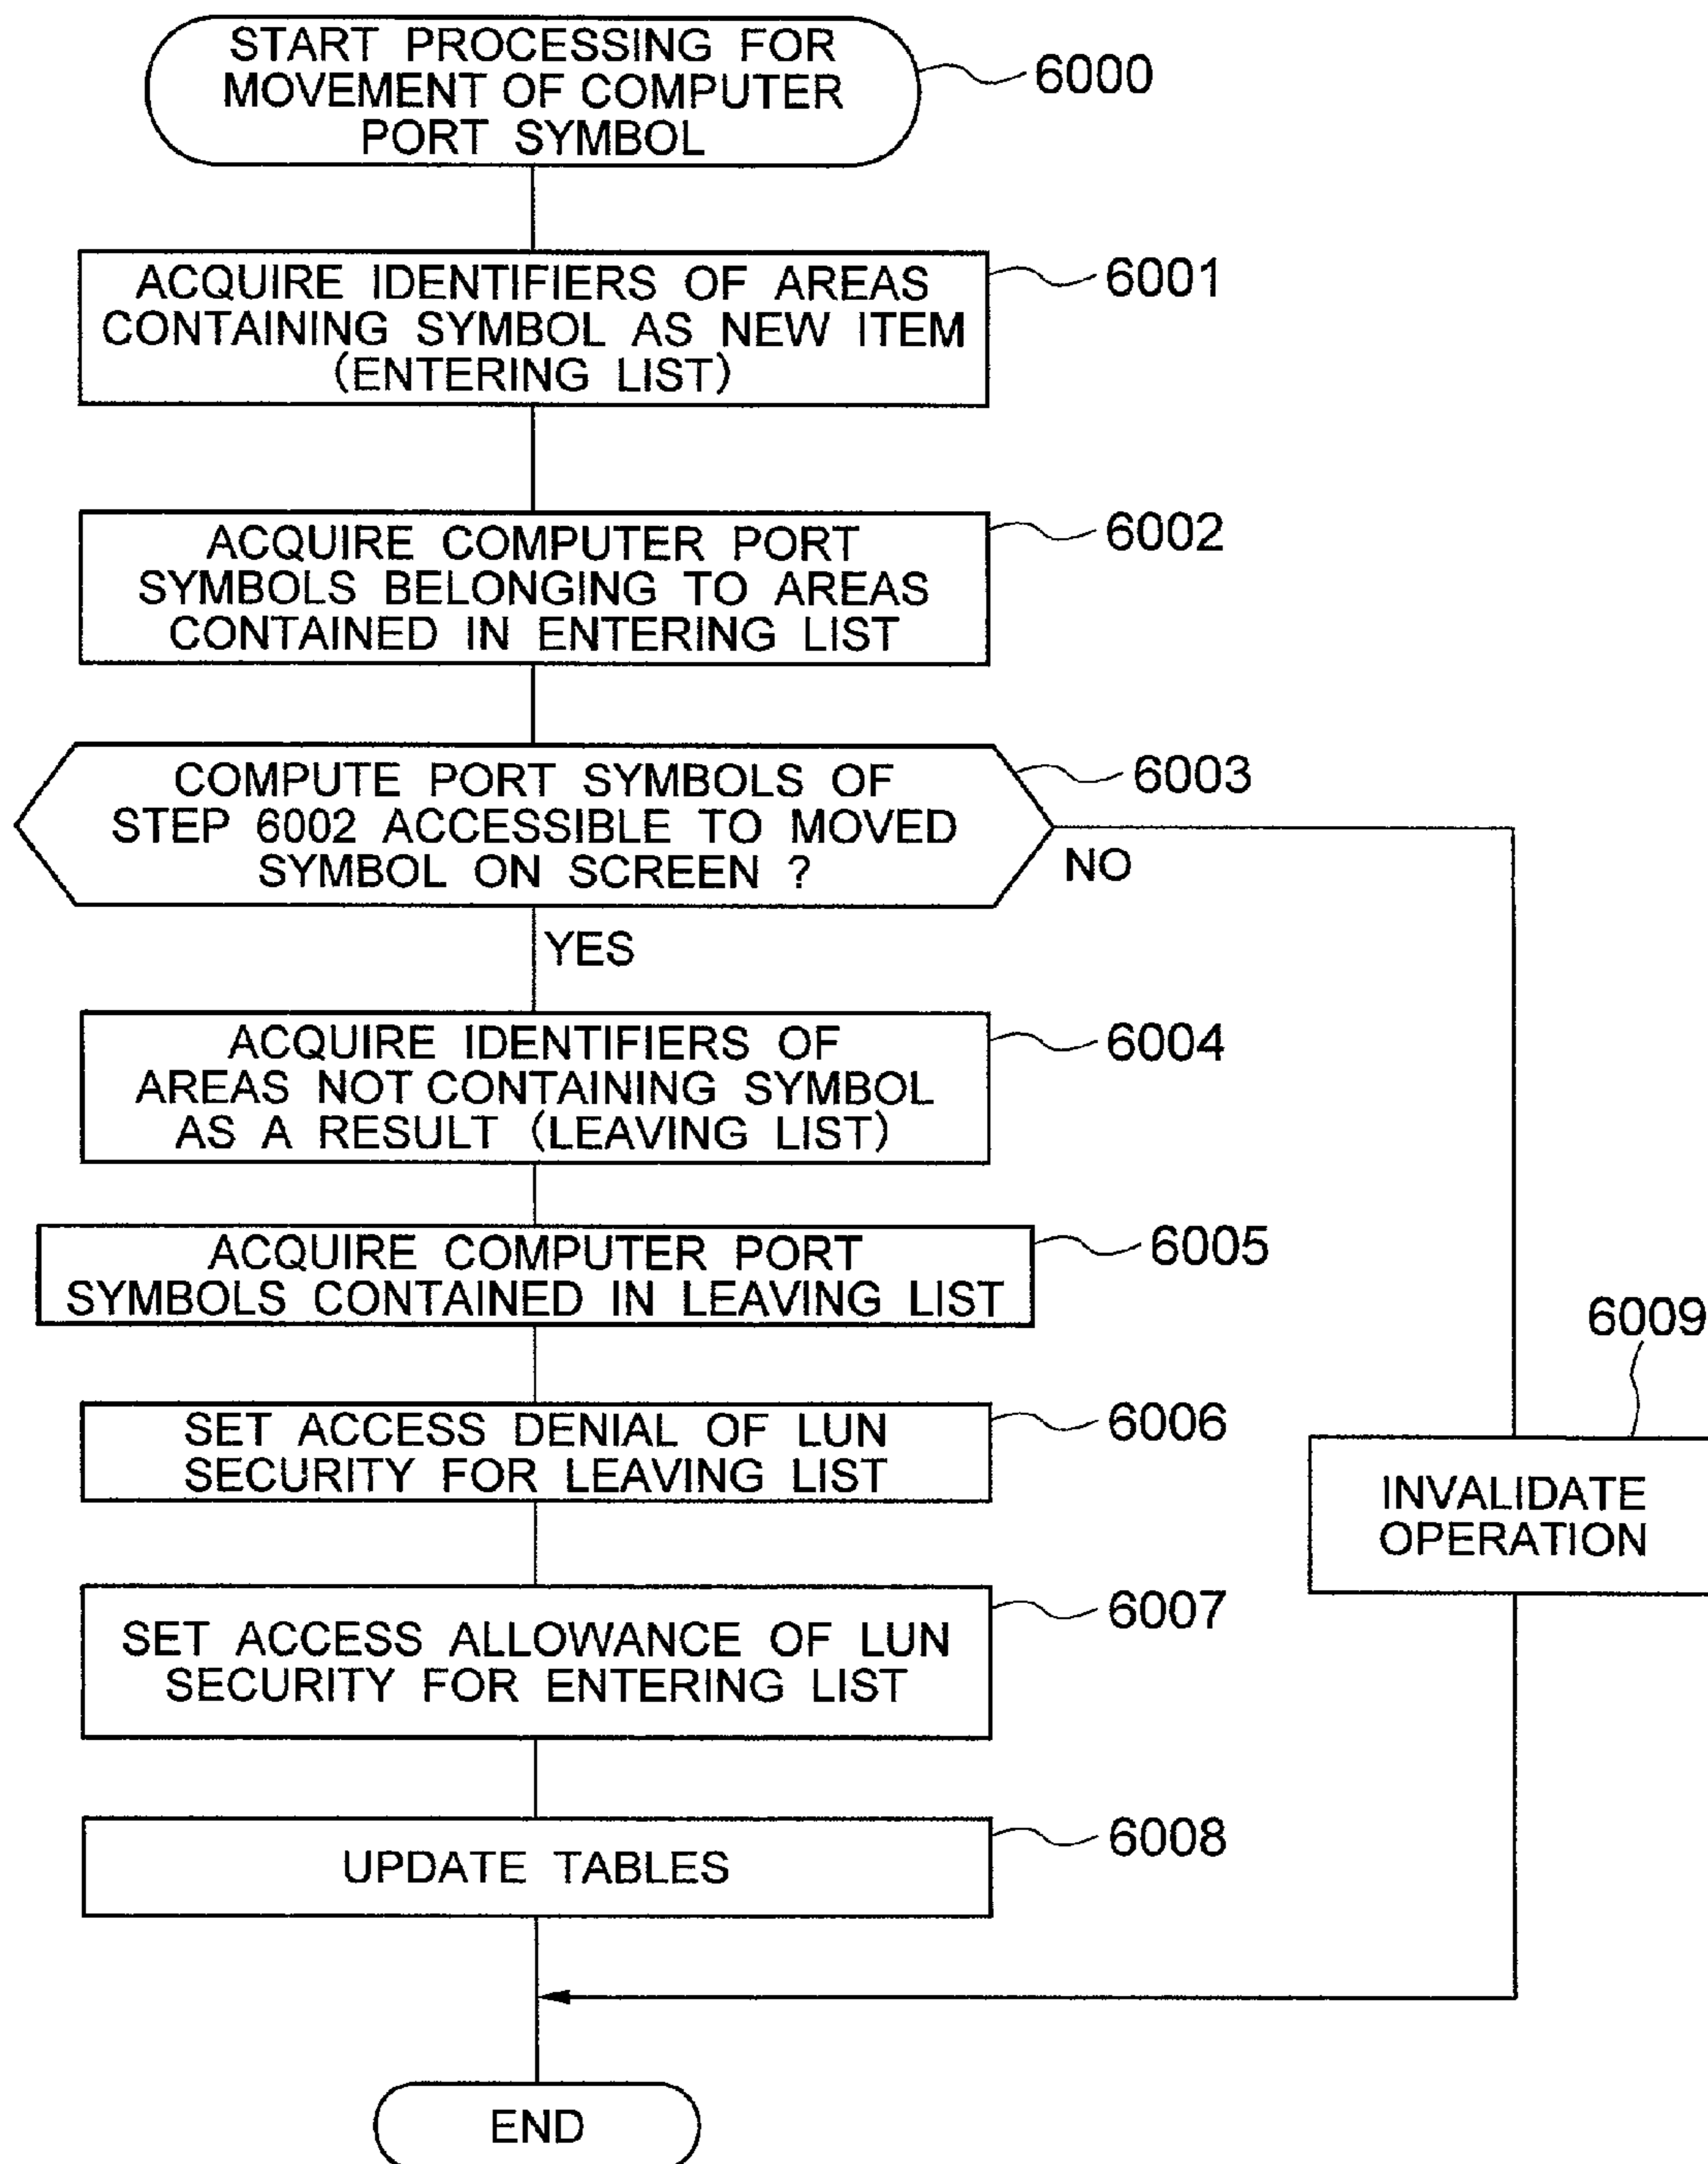 START PROCESSING FOR
MOVEMENT OF COMPUTER
PORT SYMBOL
6000
ACQUIRE IDENTIFIERS OF AREAS
CONTAINING SYMBOL AS NEW ITEM
(ENTERING LIST)
6001
ACQUIRE COMPUTER PORT
SYMBOLS BELONGING TO AREAS
CONTAINED IN ENTERING LIST
6002
COMPUTE PORT SYMBOLS OF
STEP 6002 ACCESSIBLE TO MOVED
SYMBOL ON SCREEN ?
6003
NO
YES
ACQUIRE IDENTIFIERS OF
AREAS NOT CONTAINING SYMBOL
AS A RESULT (LEAVING LIST)
6004
ACQUIRE COMPUTER PORT
SYMBOLS CONTAINED IN LEAVING LIST
6005
6009
SET ACCESS DENIAL OF LUN
SECURITY FOR LEAVING LIST
6006
INVALIDATE
OPERATION
SET ACCESS ALLOWANCE OF LUN
SECURITY FOR ENTERING LIST
6007
UPDATE TABLES
6008
END